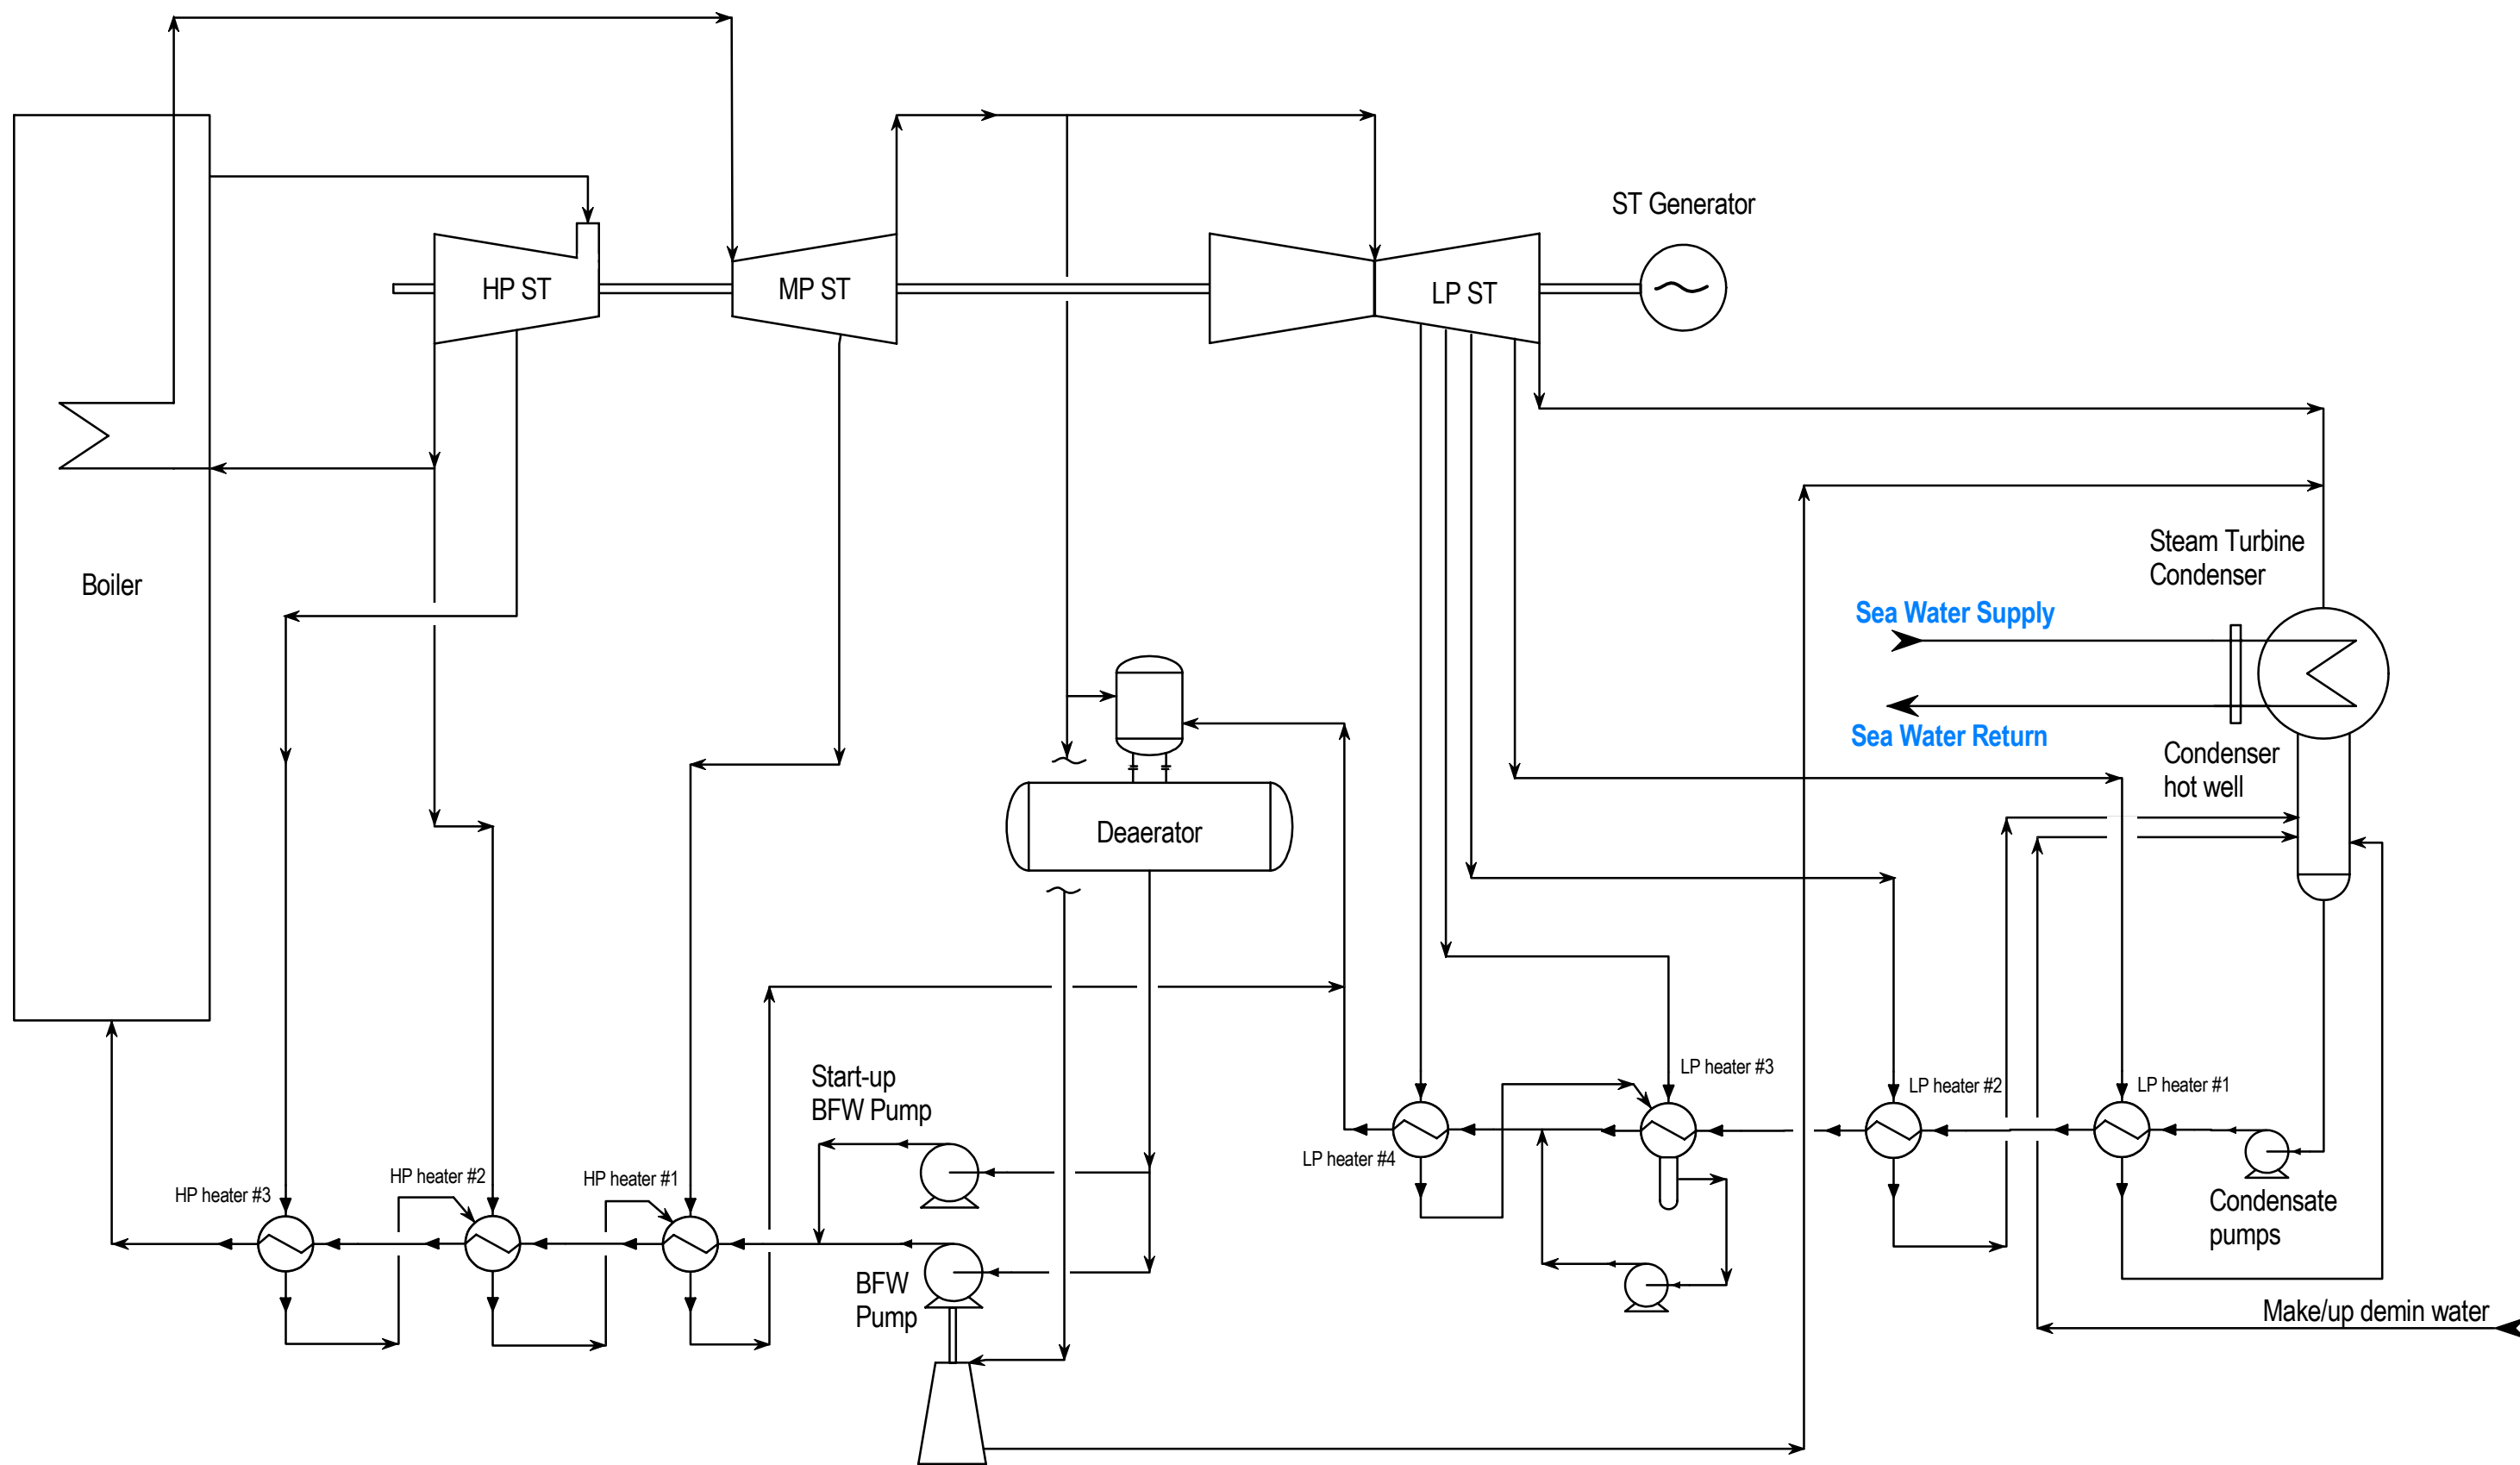 ST Generator
HP ST
MP ST
LP ST
Steam Turbine
Condenser
Boiler
Sea Water Supply
Sea Water Return
Condenser
hot well
Deaerator
LP heater #3
LP heater #2
LP heater #1
Start-up
BFW Pump
LP heater #4
HP heater #3
HP heater #2
HP heater #1
Condensate
pumps
BFW
Pump
Make/up demin water